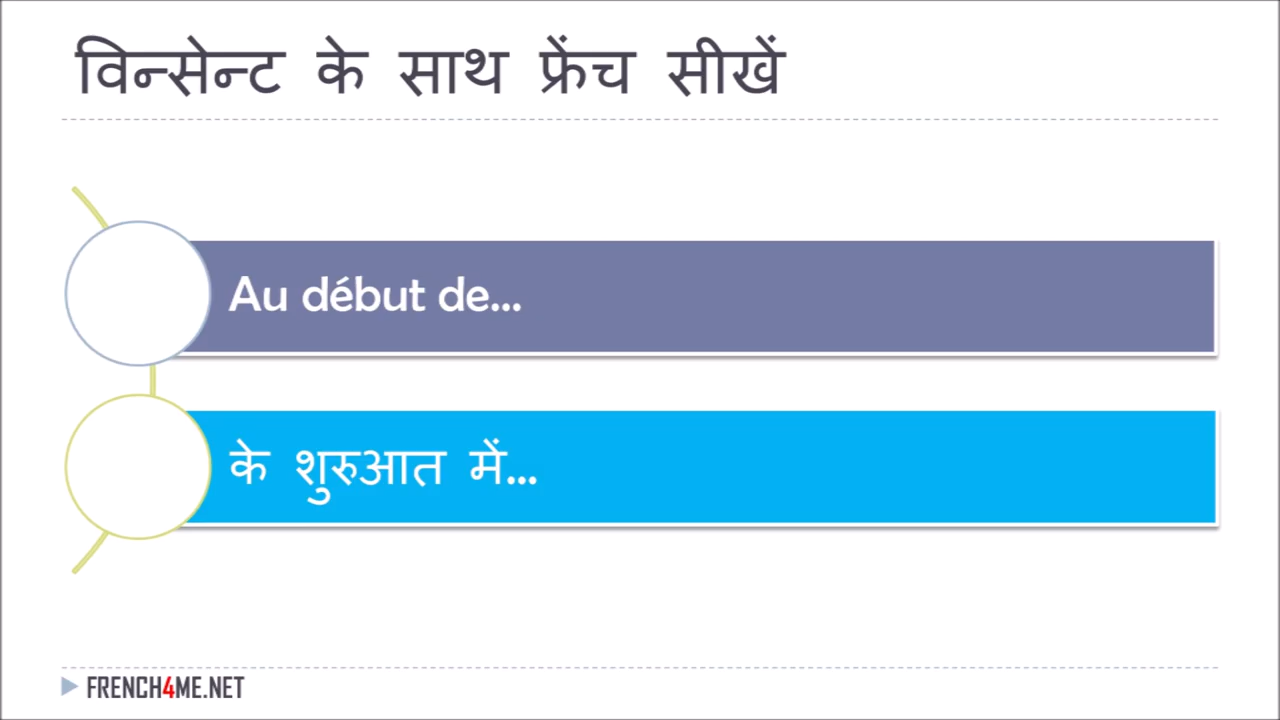 विन्सेन्ट के साथ फ्रेंच सीखें
Au début de...
के शुरुआत में...
FRENCH4ME.NET